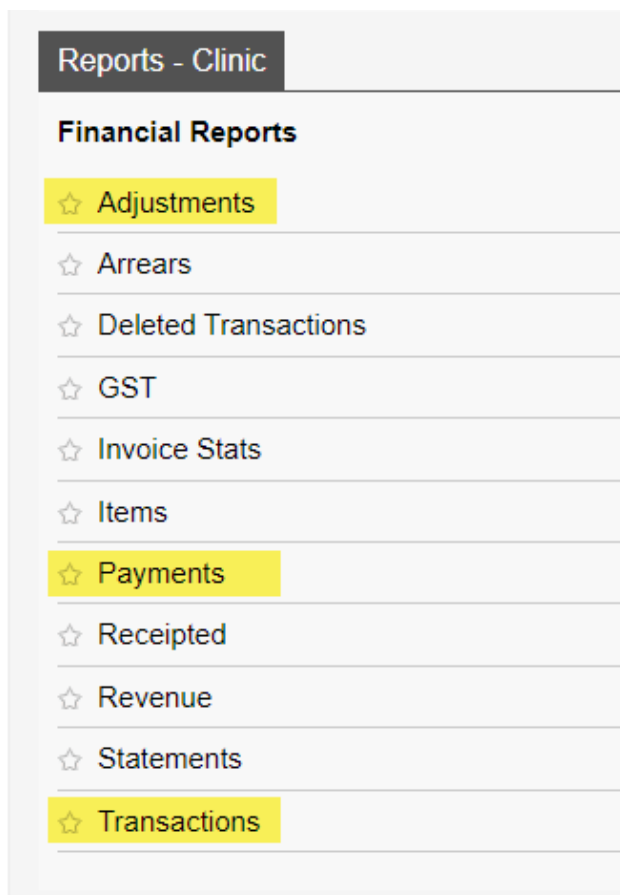 Reports - Clinic
Financial Reports
Adjustments
Arrears
Deleted Transactions
GST
Invoice Stats
Items
Payments
Receipted
Revenue
Statements
Transactions